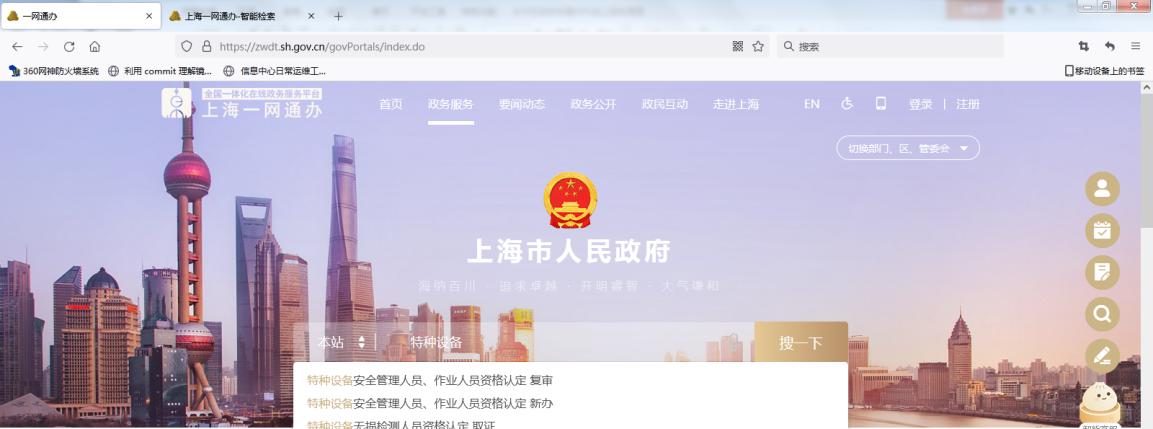 一网通办
上海一网通办-智能检索
https://zwdt.sh.gov.cn/govPortals/index.do
搜索
360网神防火墙系统 利用 commit 理解镜... 信息中心日常运维工...
移动设备上的书签
全国一体化在线政务服务平台
上海一网通办
首页 政务服务 要闻动态 政务公开 政民互动 走进上海 EN 登录 | 注册
切换部门、区、管委会
上海市人民政府
海纳百川 · 追求卓越 · 开明睿智 · 大气谦和
本站 特种设备 搜一下
特种设备安全管理人员、作业人员资格认定 复审
特种设备安全管理人员、作业人员资格认定 新办
特种设备无损检测人员资格认定 取证
智能客服